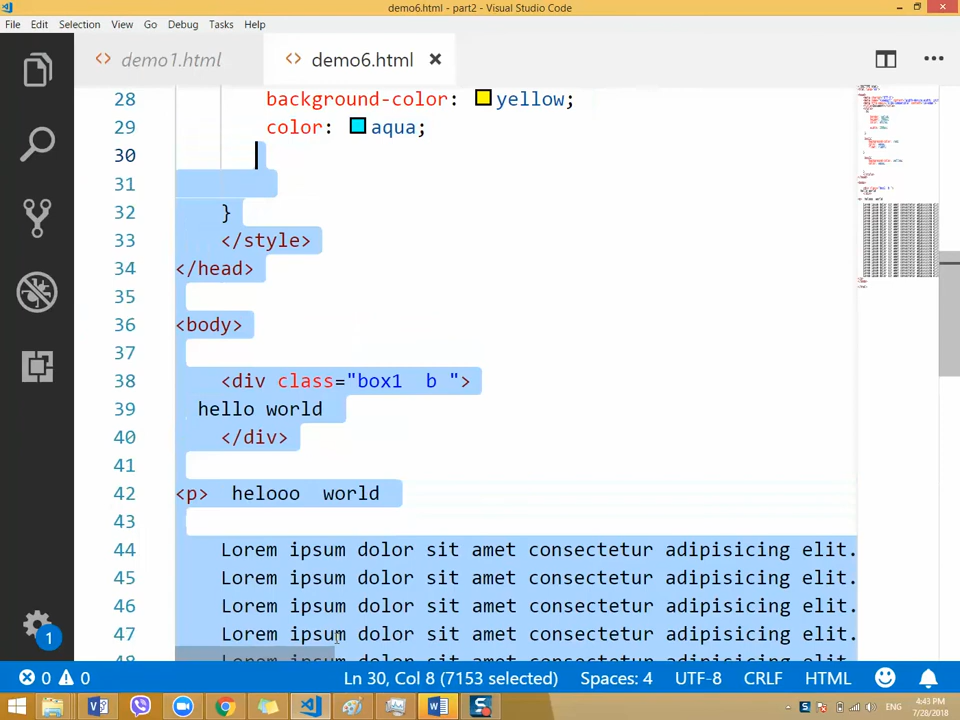 demo6.html - part2 - Visual Studio Code
File Edit Selection View Go Debug Tasks Help
demo1.html demo6.html
28 background-color: yellow;
29 color: aqua;
30
31
32 }
33 </style>
34 </head>
35
36 <body>
37
38 <div class="box1  b ">
39 hello world
40 </div>
41
42 <p>  helooo  world
43
44 Lorem ipsum dolor sit amet consectetur adipisicing elit.
45 Lorem ipsum dolor sit amet consectetur adipisicing elit.
46 Lorem ipsum dolor sit amet consectetur adipisicing elit.
47 Lorem ipsum dolor sit amet consectetur adipisicing elit.
1
0 0 Ln 30, Col 8 (7153 selected) Spaces: 4 UTF-8 CRLF HTML
ENG 4:43 PM
7/28/2018